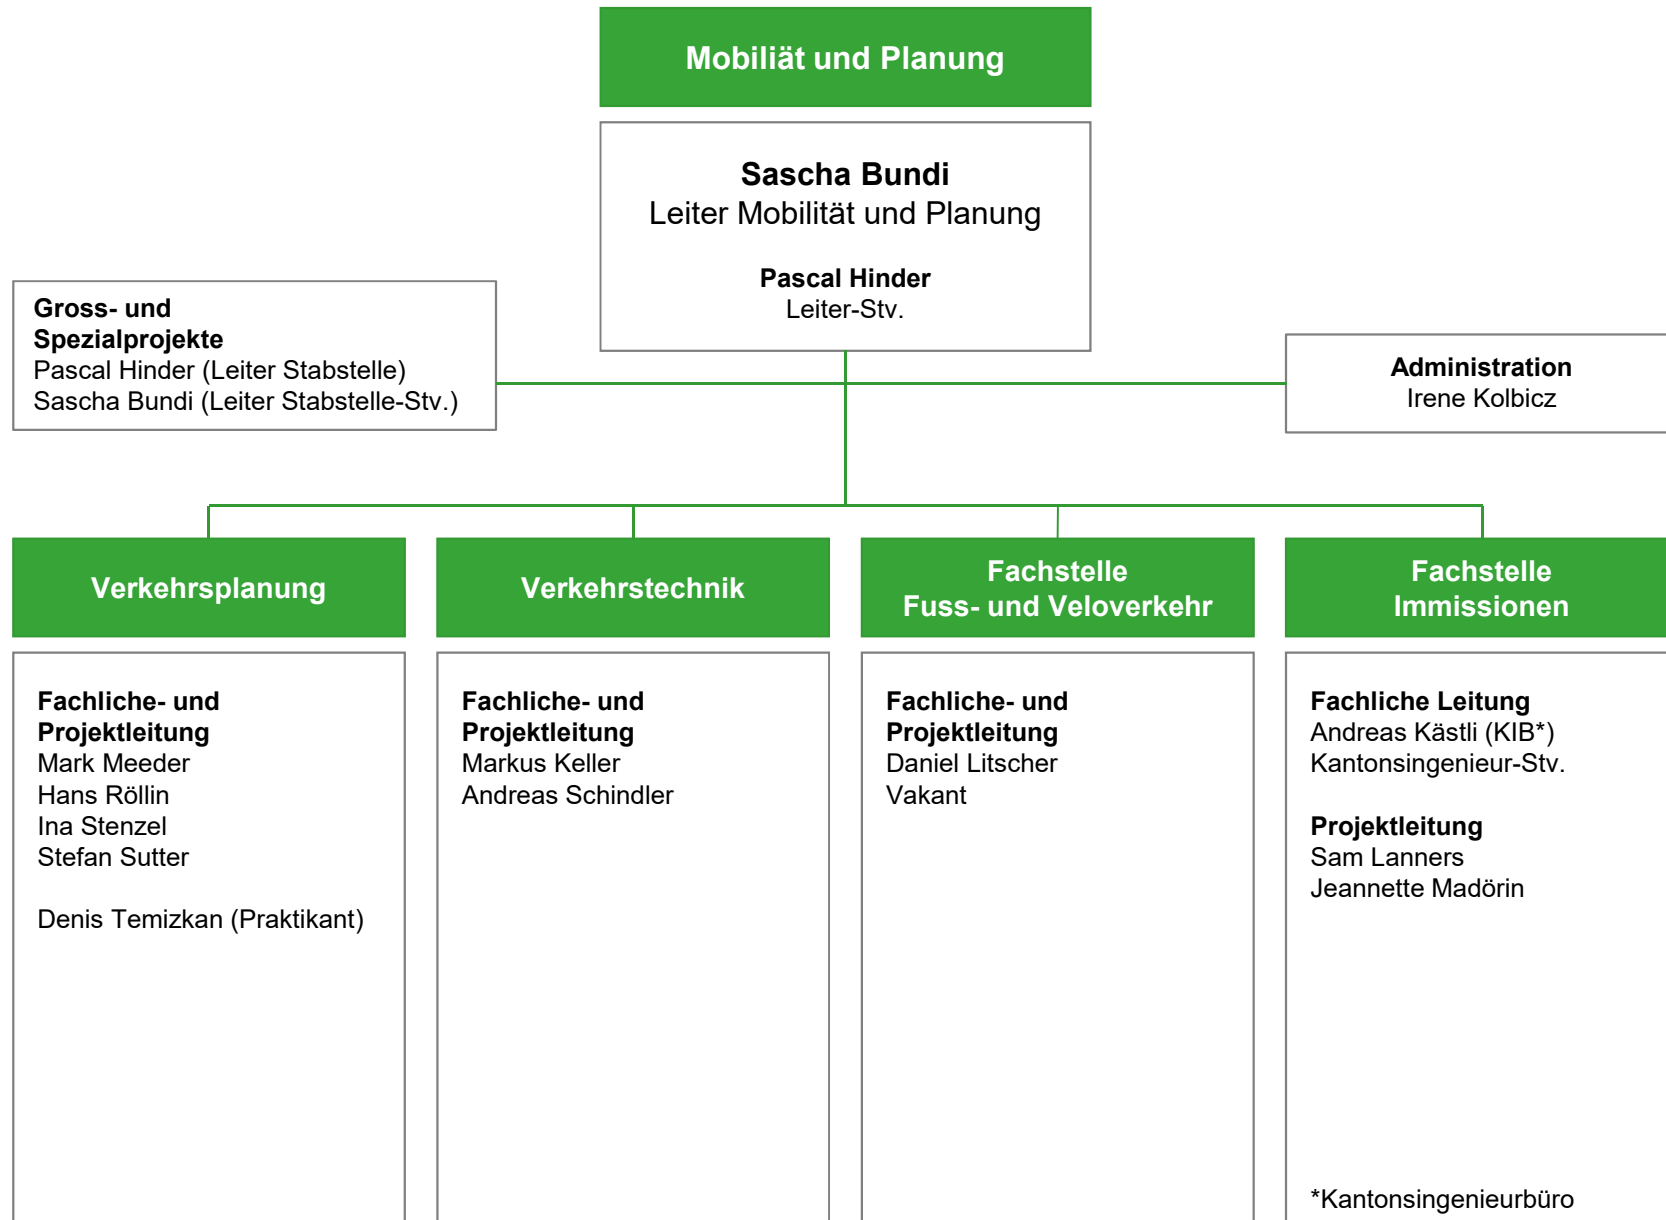 Mobiliät und Planung
Sascha Bundi
Leiter Mobilität und Planung
Pascal Hinder
Leiter-Stv.
Gross- und
Spezialprojekte
Pascal Hinder (Leiter Stabstelle)
Sascha Bundi (Leiter Stabstelle-Stv.)
Administration
Irene Kolbicz
Verkehrsplanung
Fachliche- und
Projektleitung
Mark Meeder
Hans Röllin
Ina Stenzel
Stefan Sutter
Denis Temizkan (Praktikant)
Verkehrstechnik
Fachliche- und
Projektleitung
Markus Keller
Andreas Schindler
Fachstelle
Fuss- und Veloverkehr
Fachliche- und
Projektleitung
Daniel Litscher
Vakant
Fachstelle
Immissionen
Fachliche Leitung
Andreas Kästli (KIB*)
Kantonsingenieur-Stv.
Projektleitung
Sam Lanners
Jeannette Madörin
*Kantonsingenieurbüro